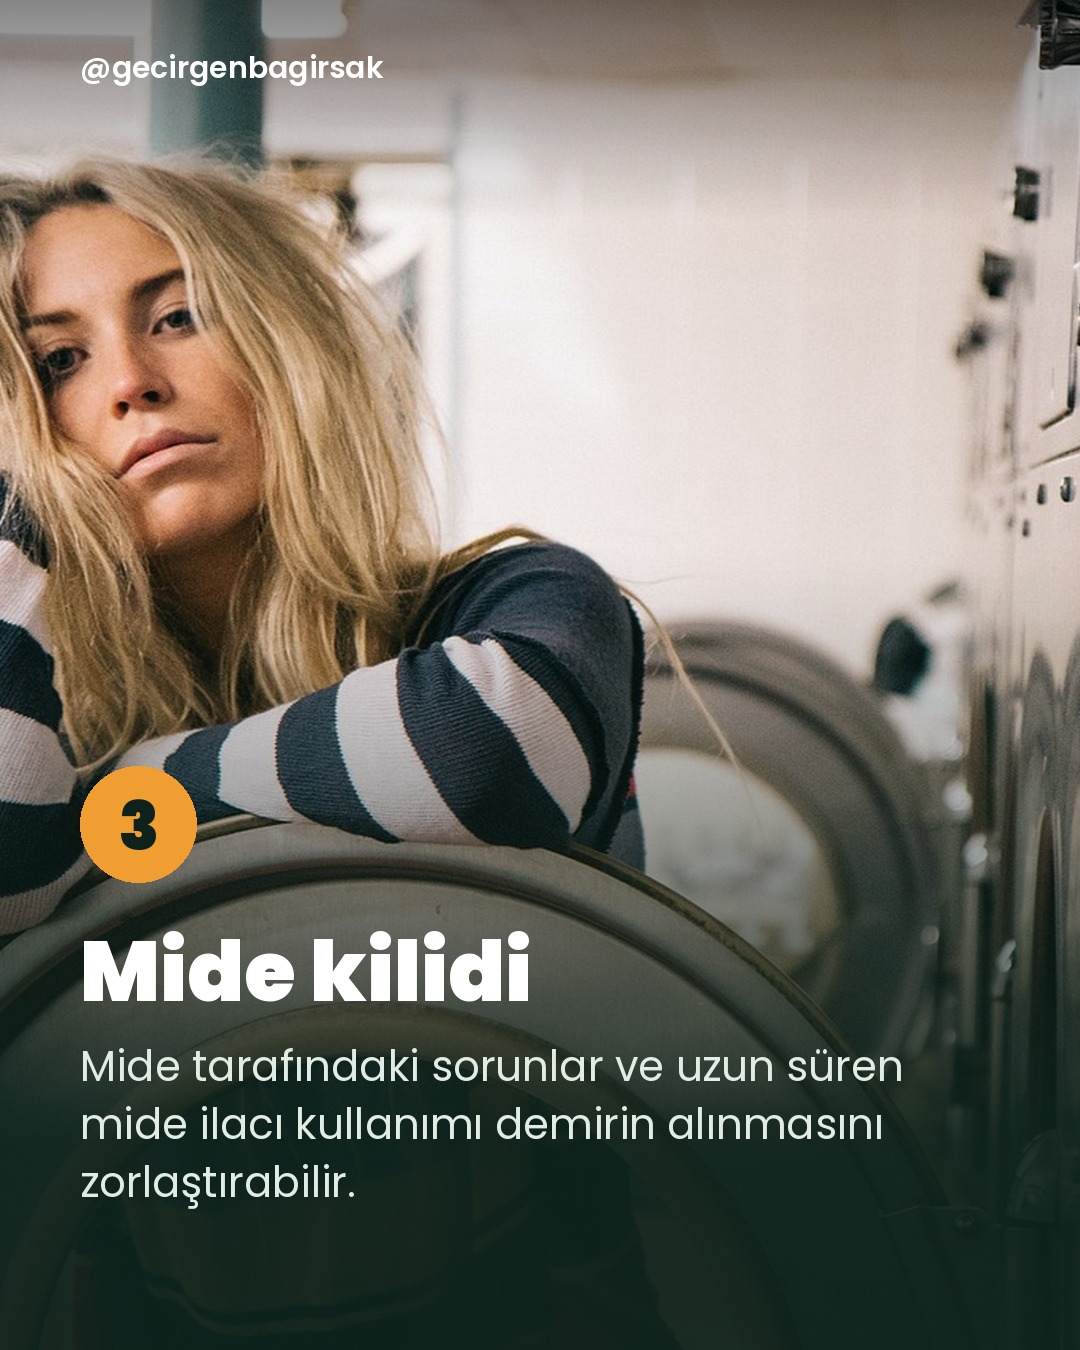 @gecirgenbagirsak
3
Mide kilidi
Mide tarafındaki sorunlar ve uzun süren
mide ilacı kullanımı demirin alınmasını
zorlaştırabilir.